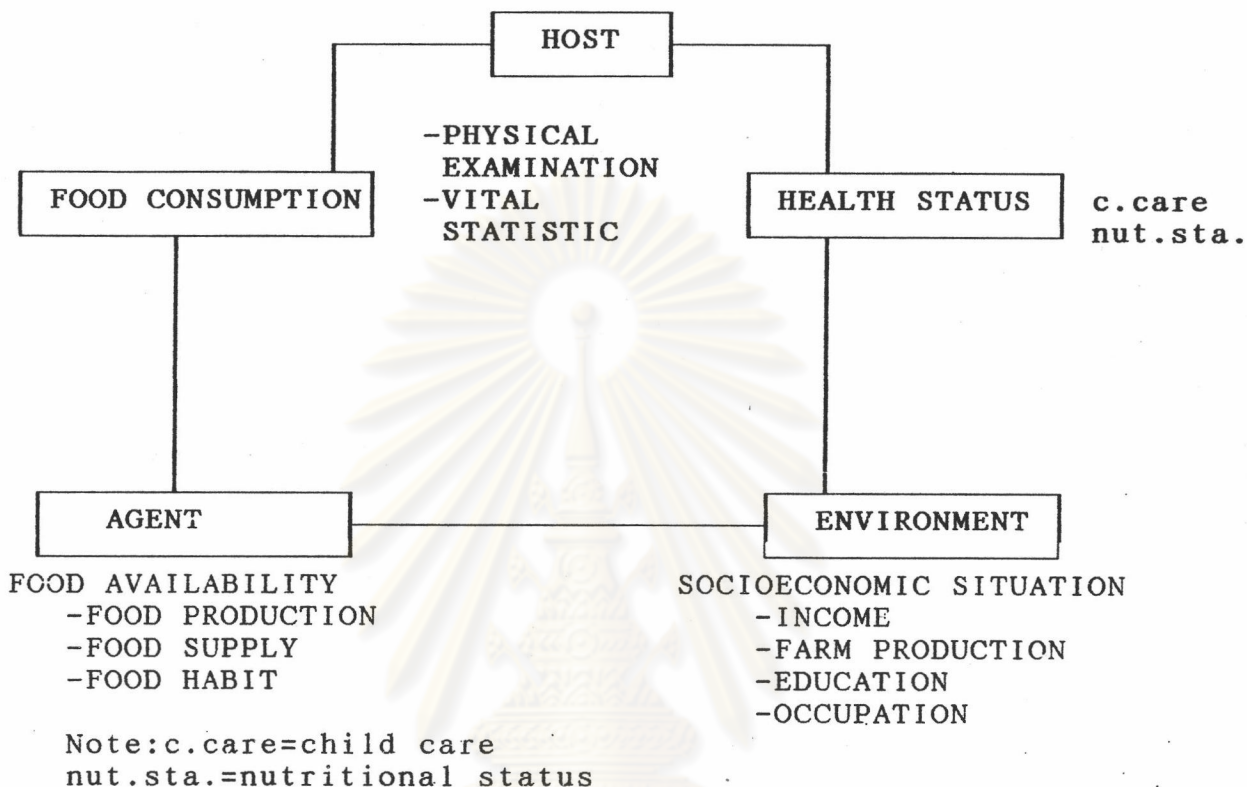 HOST
-PHYSICAL
EXAMINATION
-VITAL
STATISTIC
FOOD CONSUMPTION
HEALTH STATUS
c.care
nut.sta.
AGENT
ENVIRONMENT
FOOD AVAILABILITY
-FOOD PRODUCTION
-FOOD SUPPLY
-FOOD HABIT
SOCIOECONOMIC SITUATION
-INCOME
-FARM PRODUCTION
-EDUCATION
-OCCUPATION
Note:c.care=child care
nut.sta.=nutritional status